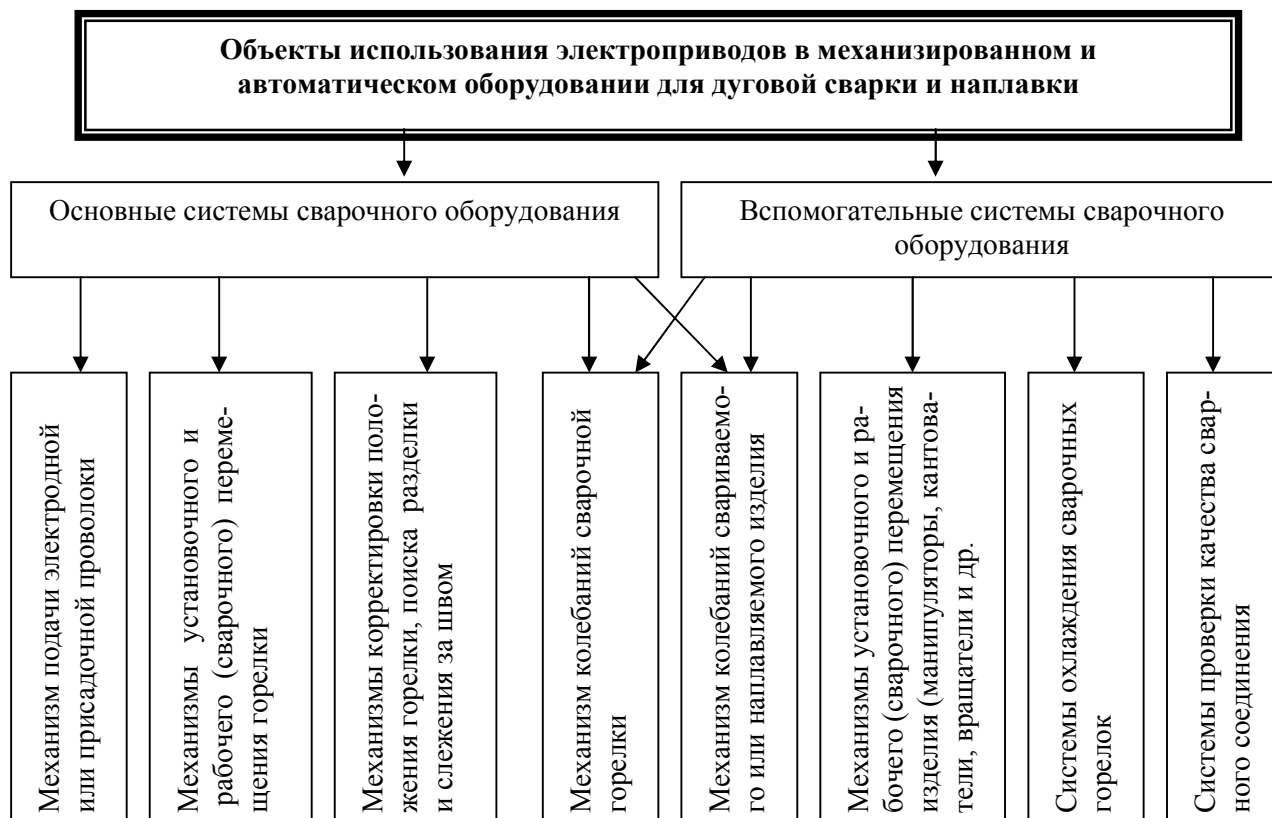 Объекты использования электроприводов в механизированном и
автоматическом оборудовании для дуговой сварки и наплавки
Основные системы сварочного оборудования
Вспомогательные системы сварочного
оборудования
Механизм подачи электродной
или присадочной проволоки
Механизмы установочного и
рабочего (сварочного) переме-
щения горелки
Механизмы корректировки поло-
жения горелки, поиска разделки
и слежения за швом
Механизм колебаний сварочной
горелки
Механизм колебаний свариваемо-
го или наплавляемого изделия
Механизмы установочного и ра-
бочего (сварочного) перемещения
изделия (манипуляторы, кантова-
тели, вращатели и др.
Системы охлаждения сварочных
горелок
Системы проверки качества свар-
ного соединения